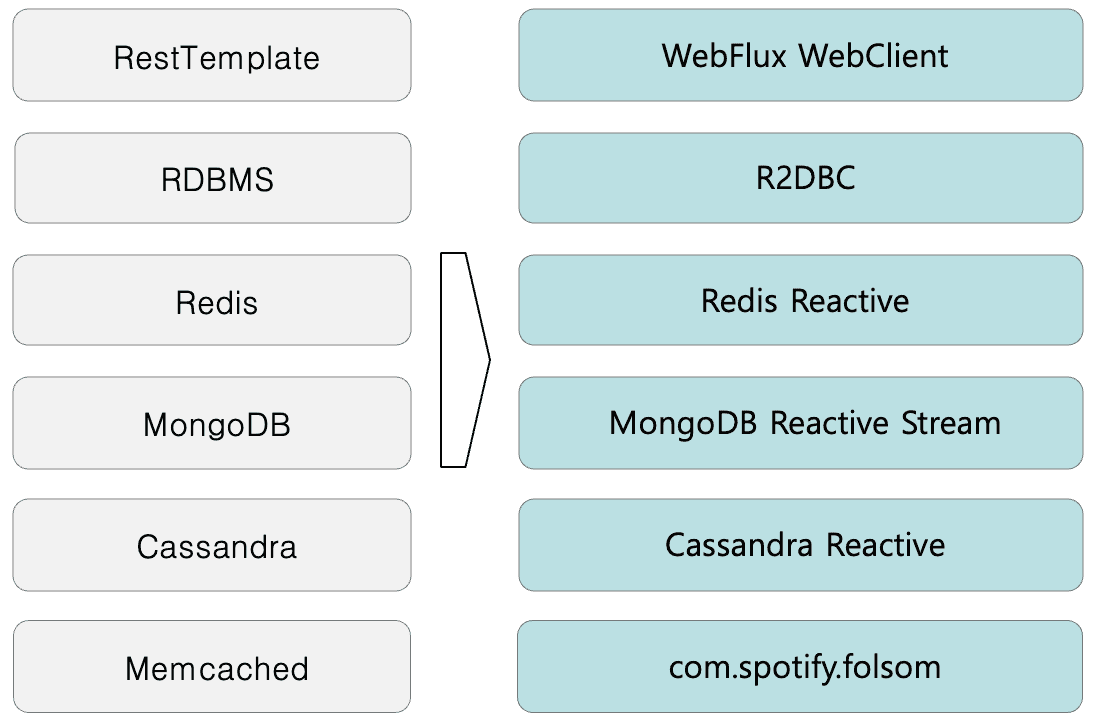 RestTemplate
WebFlux WebClient
RDBMS
R2DBC
Redis
Redis Reactive
MongoDB
MongoDB Reactive Stream
Cassandra
Cassandra Reactive
Memcached
com.spotify.folsom